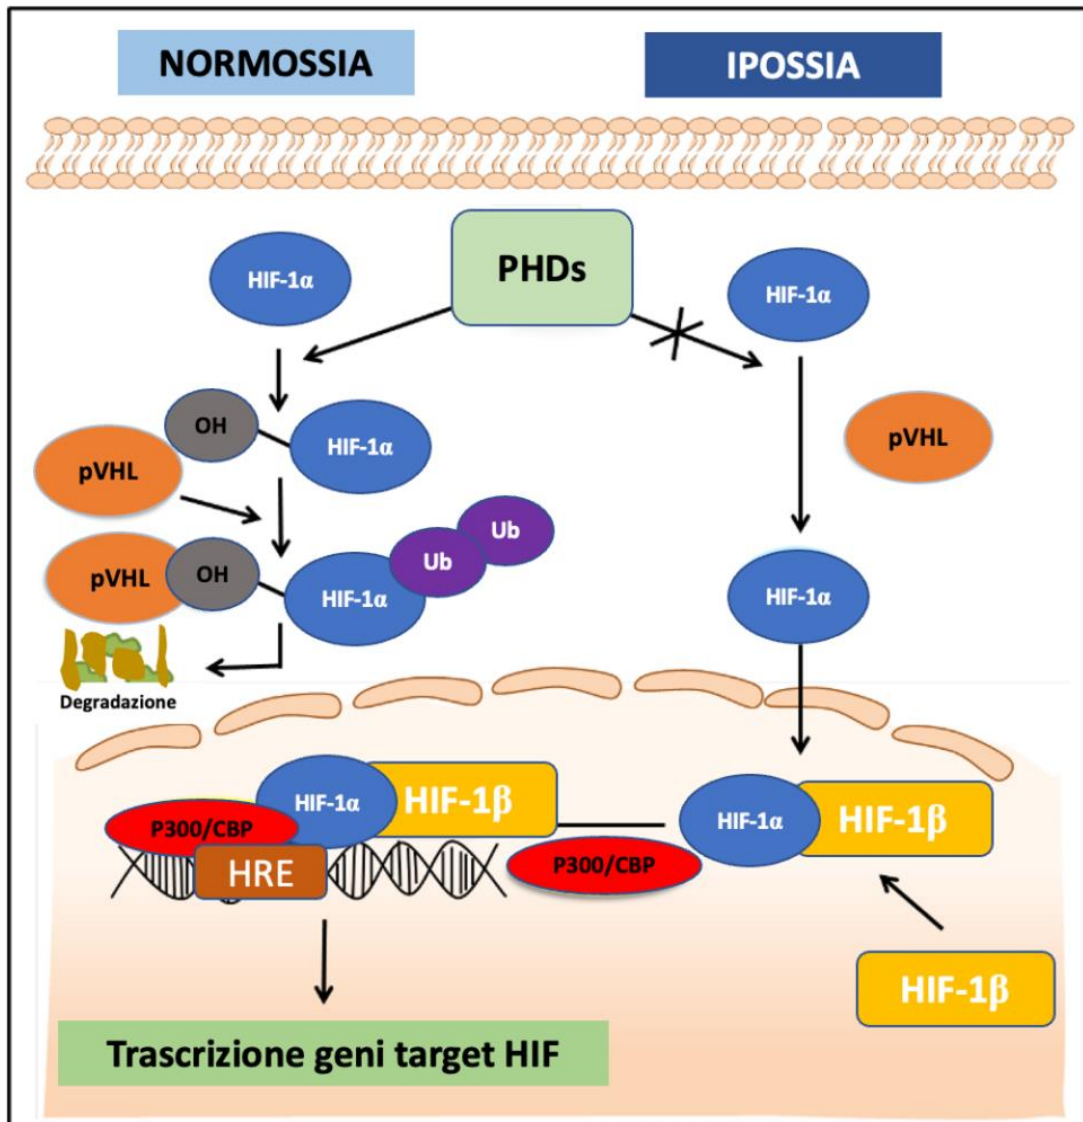 NORMOSSIA
IPOSSIA
PHDs
HIF-1α
HIF-1α
OH
HIF-1α
pVHL
pVHL
Ub
Ub
pVHL
OH
HIF-1α
HIF-1α
Degradazione
HIF-1α
HIF-1β
P300/CBP
HRE
HIF-1α
HIF-1β
P300/CBP
HIF-1β
Trascrizione geni target HIF